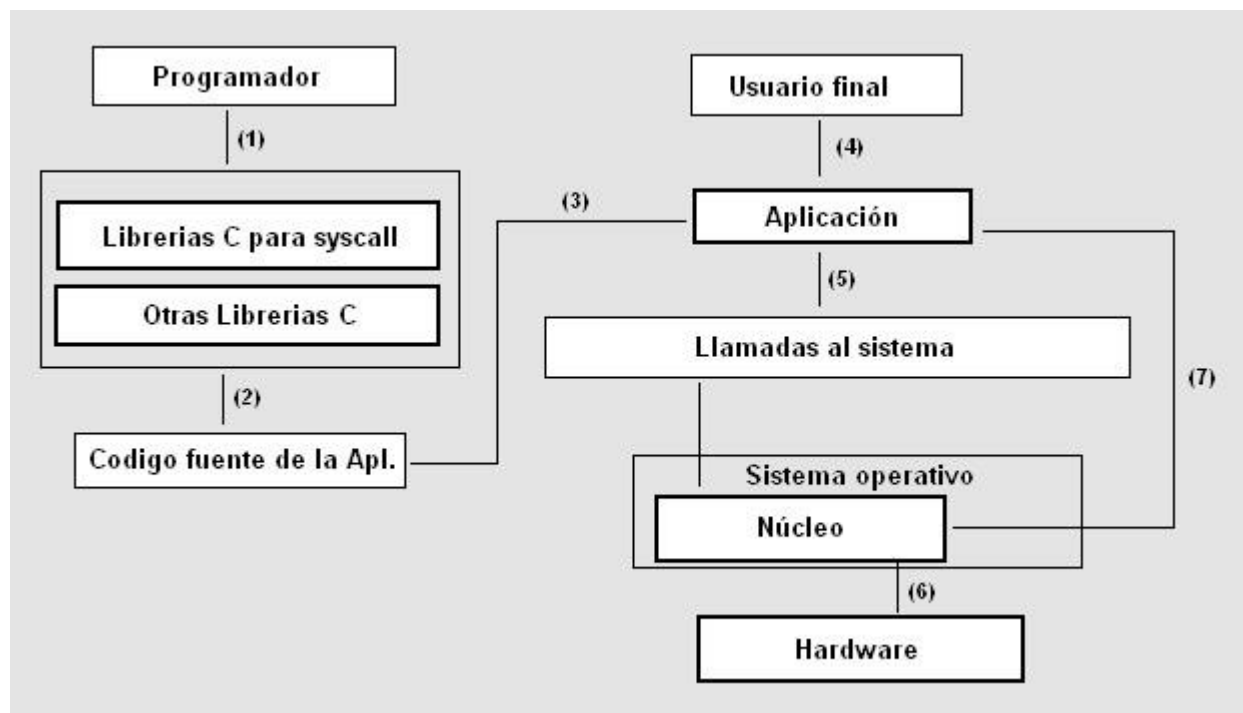 Programador
(1)
Librerias C para syscall
Otras Librerias C
(2)
Codigo fuente de la Apl.
(3)
Usuario final
(4)
Aplicación
(5)
Llamadas al sistema
(7)
Sistema operativo
Núcleo
(6)
Hardware